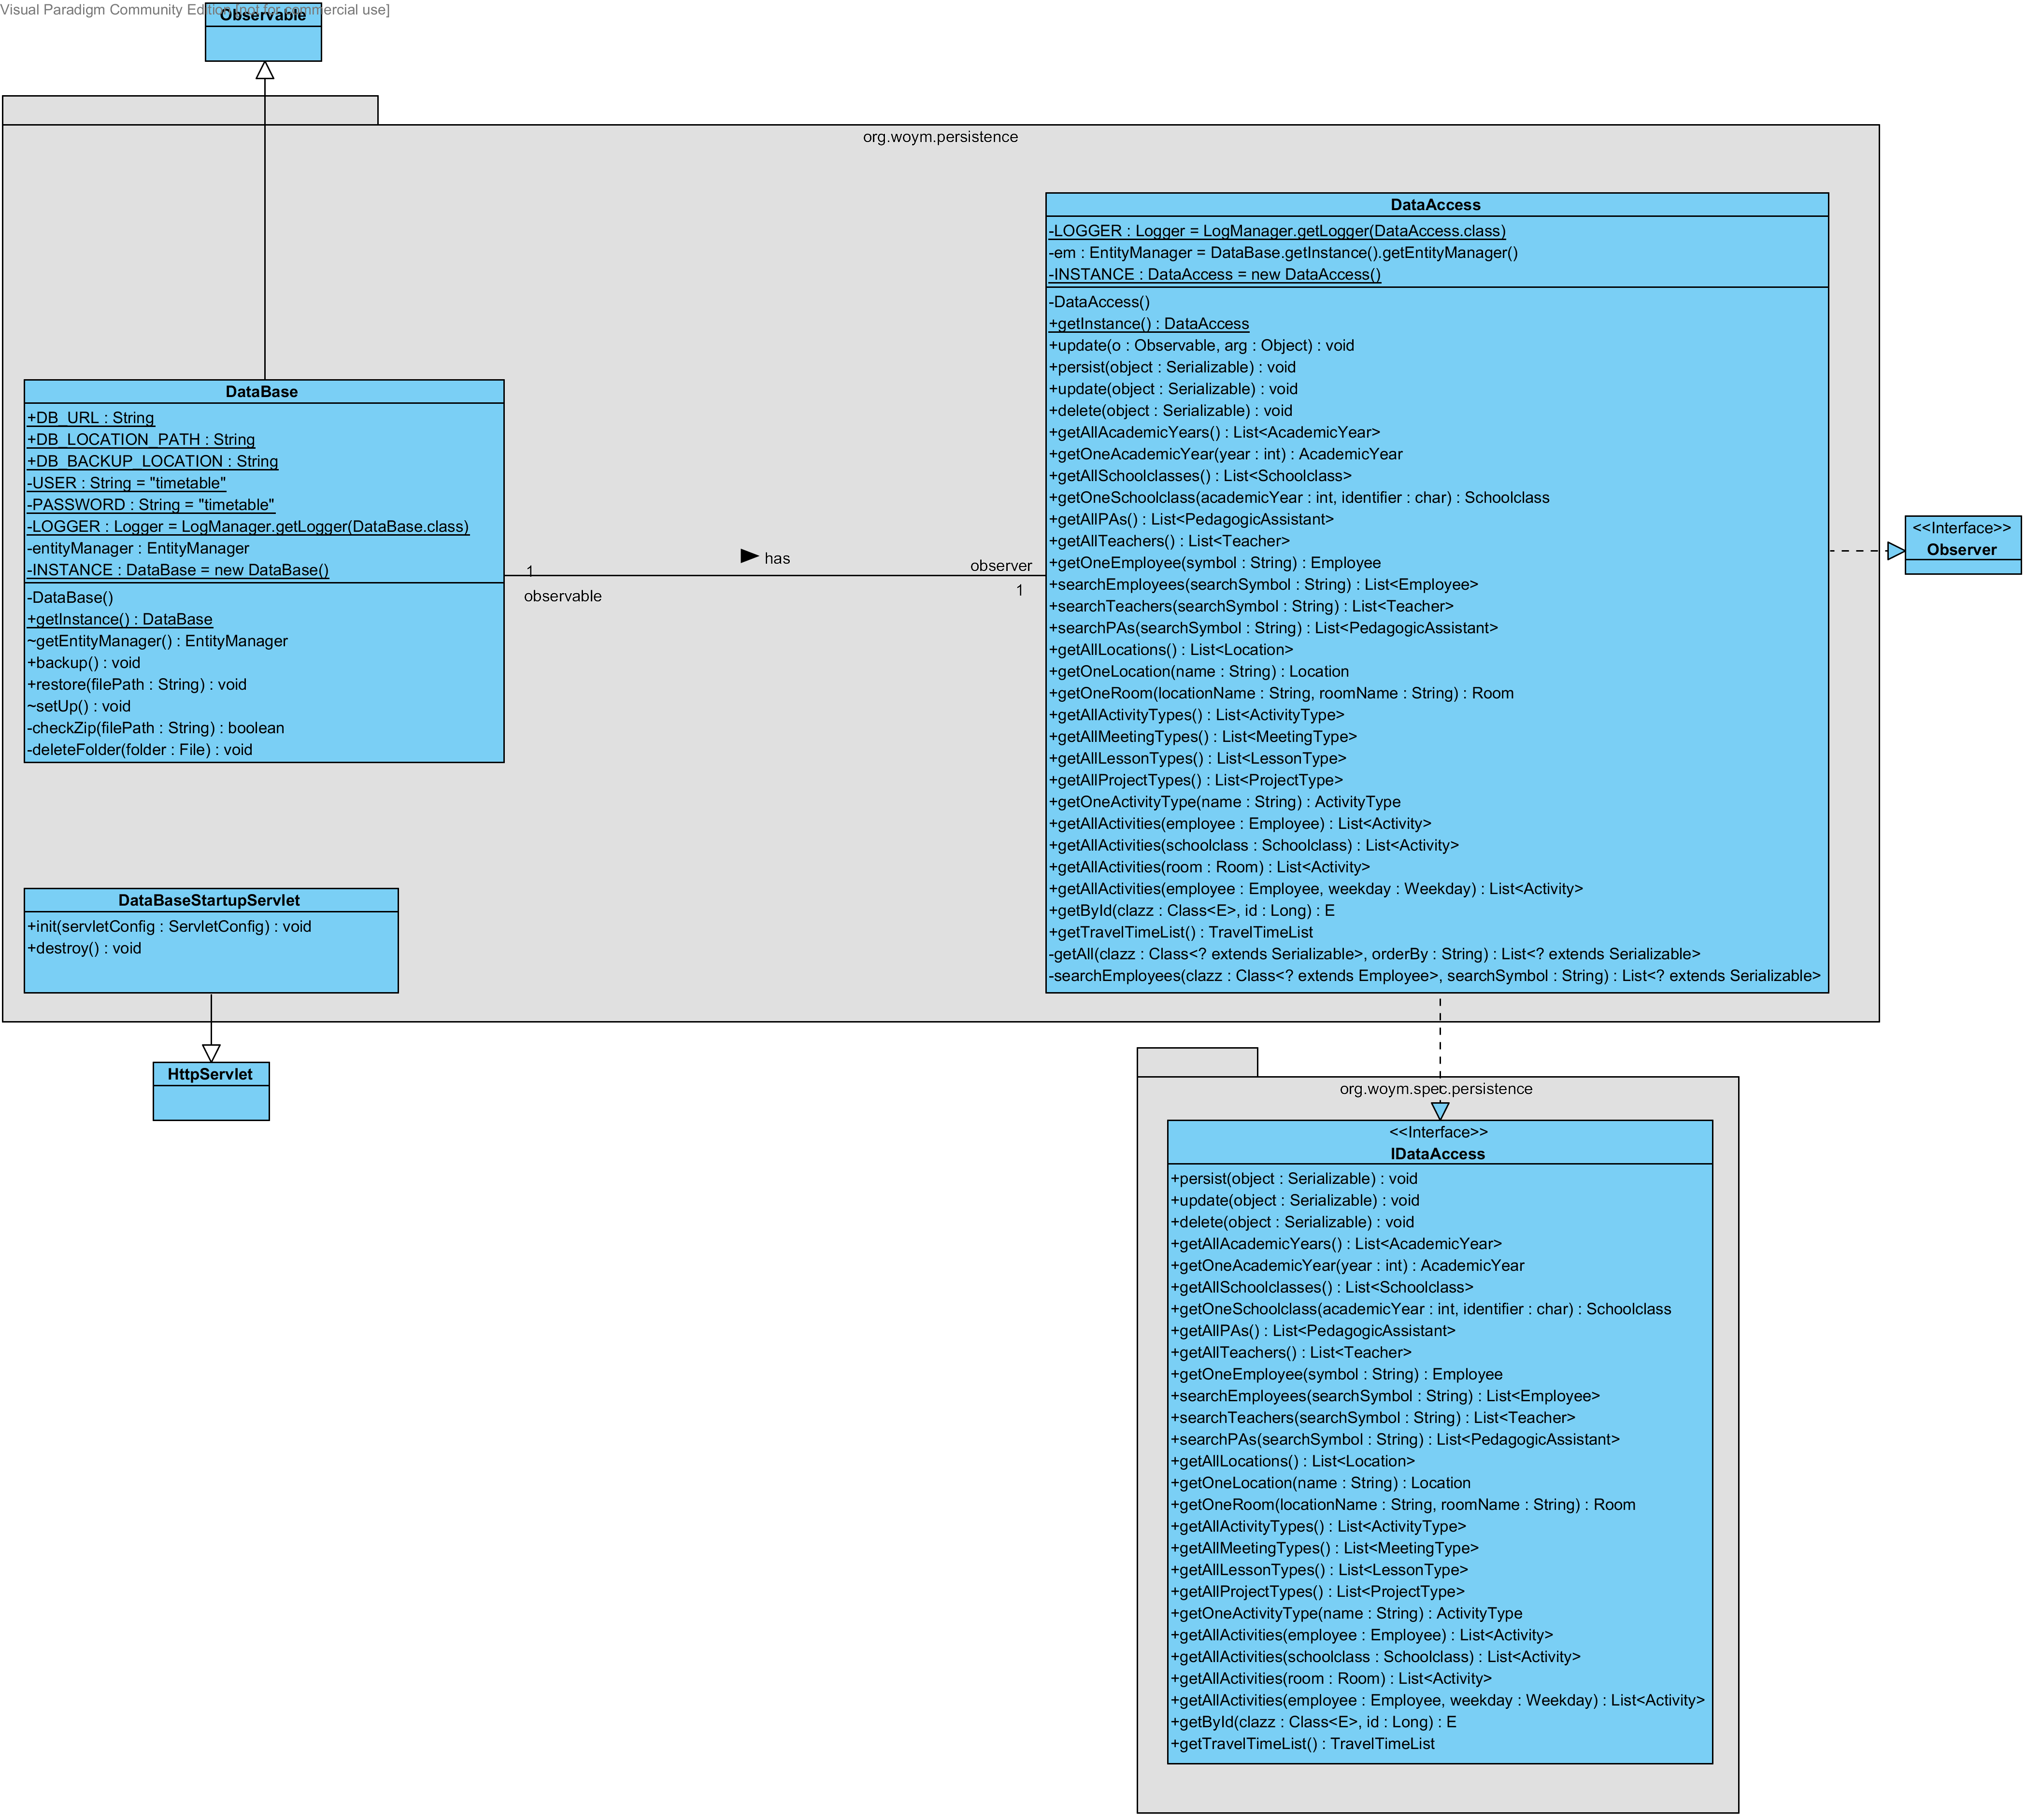 Visual Paradigm Community Edition [not for commercial use]
Observable
org.woym.persistence
DataBase
+DB_URL : String
+DB_LOCATION_PATH : String
+DB_BACKUP_LOCATION : String
-USER : String = "timetable"
-PASSWORD : String = "timetable"
-LOGGER : Logger = LogManager.getLogger(DataBase.class)
-entityManager : EntityManager
-INSTANCE : DataBase = new DataBase()
-DataBase()
+getInstance() : DataBase
~getEntityManager() : EntityManager
+backup() : void
+restore(filePath : String) : void
~setUp() : void
-checkZip(filePath : String) : boolean
-deleteFolder(folder : File) : void
1
observable
has
observer
1
DataAccess
-LOGGER : Logger = LogManager.getLogger(DataAccess.class)
-em : EntityManager = DataBase.getInstance().getEntityManager()
-INSTANCE : DataAccess = new DataAccess()
-DataAccess()
+getInstance() : DataAccess
+update(o : Observable, arg : Object) : void
+persist(object : Serializable) : void
+update(object : Serializable) : void
+delete(object : Serializable) : void
+getAllAcademicYears() : List<AcademicYear>
+getOneAcademicYear(year : int) : AcademicYear
+getAllSchoolclasses() : List<Schoolclass>
+getOneSchoolclass(academicYear : int, identifier : char) : Schoolclass
+getAllPAs() : List<PedagogicAssistant>
+getAllTeachers() : List<Teacher>
+getOneEmployee(symbol : String) : Employee
+searchEmployees(searchSymbol : String) : List<Employee>
+searchTeachers(searchSymbol : String) : List<Teacher>
+searchPAs(searchSymbol : String) : List<PedagogicAssistant>
+getAllLocations() : List<Location>
+getOneLocation(name : String) : Location
+getOneRoom(locationName : String, roomName : String) : Room
+getAllActivityTypes() : List<ActivityType>
+getAllMeetingTypes() : List<MeetingType>
+getAllLessonTypes() : List<LessonType>
+getAllProjectTypes() : List<ProjectType>
+getOneActivityType(name : String) : ActivityType
+getAllActivities(employee : Employee) : List<Activity>
+getAllActivities(schoolclass : Schoolclass) : List<Activity>
+getAllActivities(room : Room) : List<Activity>
+getAllActivities(employee : Employee, weekday : Weekday) : List<Activity>
+getById(clazz : Class<E>, id : Long) : E
+getTravelTimeList() : TravelTimeList
-getAll(clazz : Class<? extends Serializable>, orderBy : String) : List<? extends Serializable>
-searchEmployees(clazz : Class<? extends Employee>, searchSymbol : String) : List<? extends Serializable>
<<Interface>>
Observer
DataBaseStartupServlet
+init(servletConfig : ServletConfig) : void
+destroy() : void
HttpServlet
org.woym.spec.persistence
<<Interface>>
IDataAccess
+persist(object : Serializable) : void
+update(object : Serializable) : void
+delete(object : Serializable) : void
+getAllAcademicYears() : List<AcademicYear>
+getOneAcademicYear(year : int) : AcademicYear
+getAllSchoolclasses() : List<Schoolclass>
+getOneSchoolclass(academicYear : int, identifier : char) : Schoolclass
+getAllPAs() : List<PedagogicAssistant>
+getAllTeachers() : List<Teacher>
+getOneEmployee(symbol : String) : Employee
+searchEmployees(searchSymbol : String) : List<Employee>
+searchTeachers(searchSymbol : String) : List<Teacher>
+searchPAs(searchSymbol : String) : List<PedagogicAssistant>
+getAllLocations() : List<Location>
+getOneLocation(name : String) : Location
+getOneRoom(locationName : String, roomName : String) : Room
+getAllActivityTypes() : List<ActivityType>
+getAllMeetingTypes() : List<MeetingType>
+getAllLessonTypes() : List<LessonType>
+getAllProjectTypes() : List<ProjectType>
+getOneActivityType(name : String) : ActivityType
+getAllActivities(employee : Employee) : List<Activity>
+getAllActivities(schoolclass : Schoolclass) : List<Activity>
+getAllActivities(room : Room) : List<Activity>
+getAllActivities(employee : Employee, weekday : Weekday) : List<Activity>
+getById(clazz : Class<E>, id : Long) : E
+getTravelTimeList() : TravelTimeList